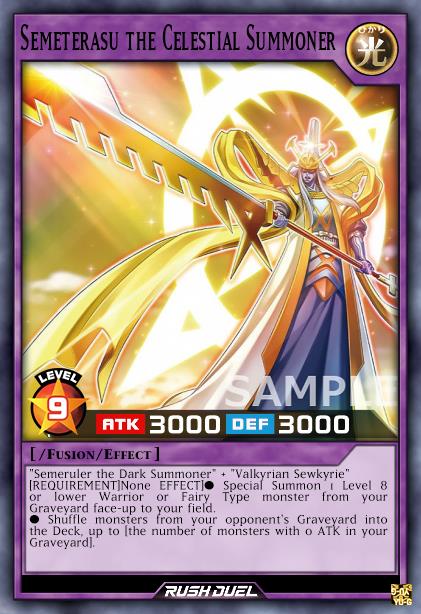 Semeterasu the Celestial Summoner
ひかり
光
SAMPLE
LEVEL
9
ATK 3000 DEF 3000
[/Fusion/Effect]
"Semeruler the Dark Summoner" + "Valkyrian Sewkyrie"
[REQUIREMENT]None EFFECT]● Special Summon 1 Level 8
or lower Warrior or Fairy Type monster from your
Graveyard face-up to your field.
● Shuffle monsters from your opponent's Graveyard into
the Deck, up to [the number of monsters with 0 ATK in your
Graveyard].
RUSH DUEL